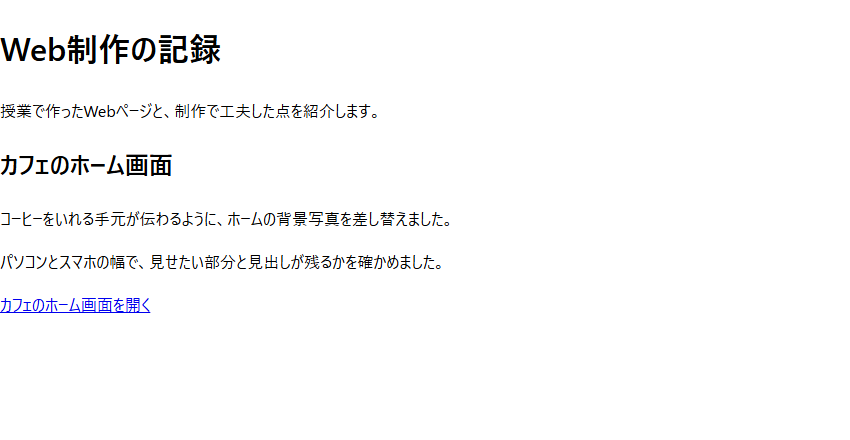 Web制作の記録
授業で作ったWebページと、制作で工夫した点を紹介します。
カフェのホーム画面
コーヒーをいれる手元が伝わるように、ホームの背景写真を差し替えました。
パソコンとスマホの幅で、見せたい部分と見出しが残るかを確かめました。
カフェのホーム画面を開く